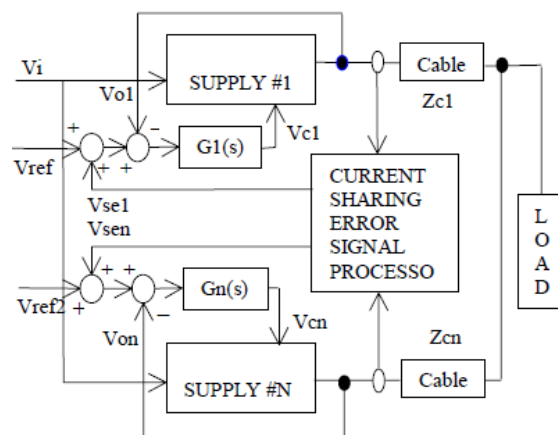 Vi
Vo1
SUPPLY #1
Cable
Zc1
+
−
G1(s)
Vc1
+
+
Vref
Vse1
Vsen
CURRENT
SHARING
ERROR
SIGNAL
PROCESSO
L
O
A
D
+
+
−
Gn(s)
Vref2
+
Von
Vcn
Zcn
SUPPLY #N
Cable